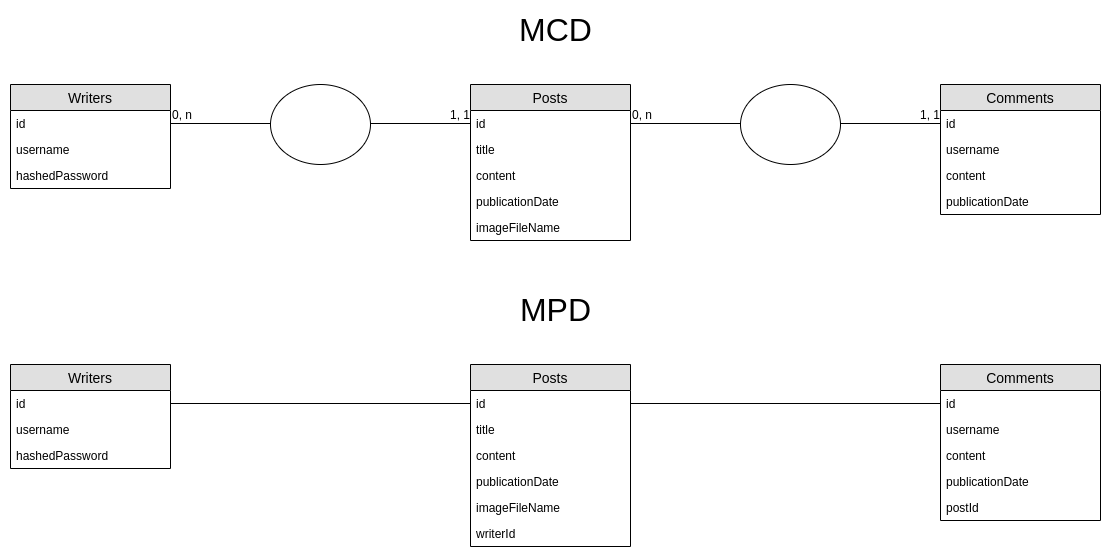 MCD
Writers
id
username
hashedPassword
0, n
1, 1
Posts
id
title
content
publicationDate
imageFileName
0, n
1, 1
Comments
id
username
content
publicationDate
MPD
Writers
id
username
hashedPassword
Posts
id
title
content
publicationDate
imageFileName
writerId
Comments
id
username
content
publicationDate
postId